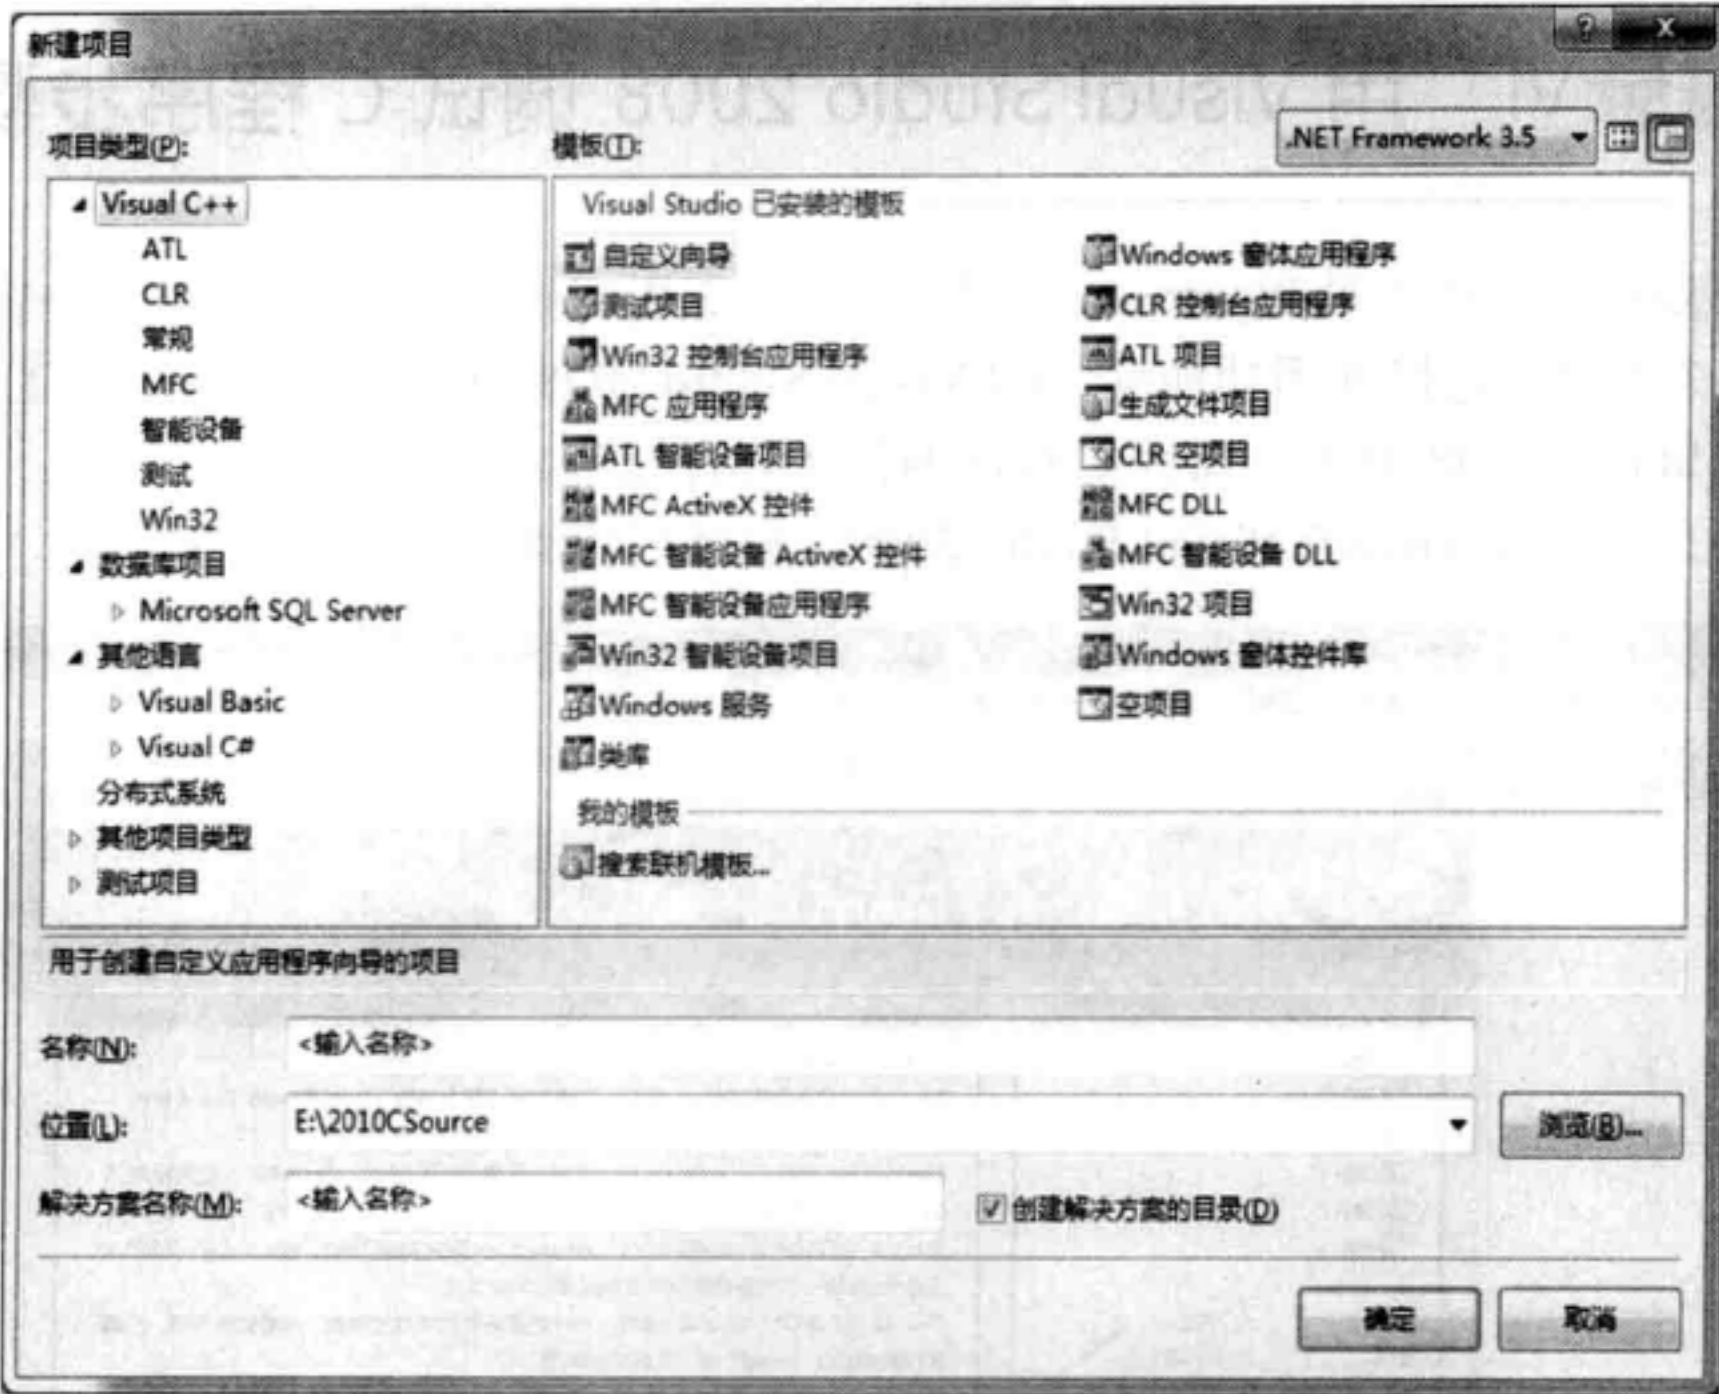 新建项目
项目类型(P):
模板(T):
.NET Framework 3.5
Visual C++
ATL
CLR
常规
MFC
智能设备
测试
Win32
数据库项目
Microsoft SQL Server
其他语言
Visual Basic
Visual C#
分布式系统
其他项目类型
测试项目
Visual Studio 已安装的模板
自定义向导
Windows 窗体应用程序
测试项目
CLR 控制台应用程序
Win32 控制台应用程序
ATL 项目
MFC 应用程序
生成文件项目
ATL 智能设备项目
CLR 空项目
MFC ActiveX 控件
MFC DLL
MFC 智能设备 ActiveX 控件
MFC 智能设备 DLL
MFC 智能设备应用程序
Win32 项目
Win32 智能设备项目
Windows 窗体控件库
Windows 服务
空项目
类库
我的模板
搜索联机模板...
用于创建自定义应用程序向导的项目
名称(N):
<输入名称>
位置(L):
E:\2010CSource
浏览(B)...
解决方案名称(M):
<输入名称>
创建解决方案的目录(D)
确定
取消